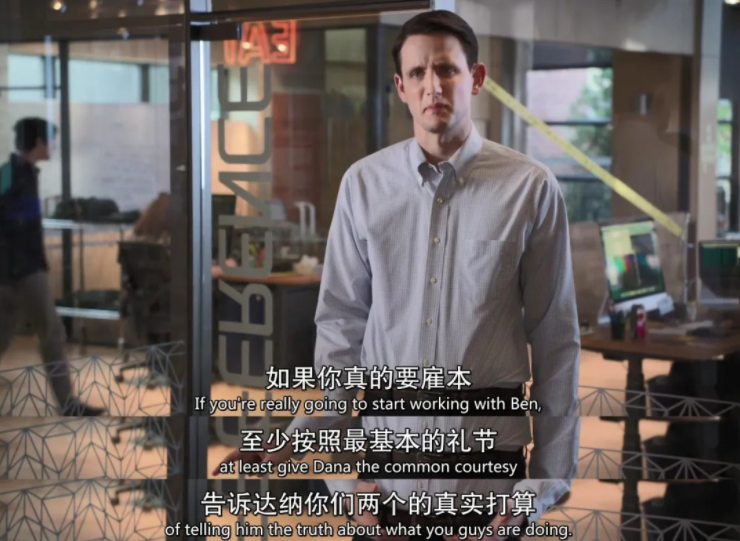 如果你真的要雇本
If you're really going to start working with Ben,
至少按照最基本的礼节
at least give Dana the common courtesy
告诉达纳你们两个的真实打算
of telling him the truth about what you guys are doing.